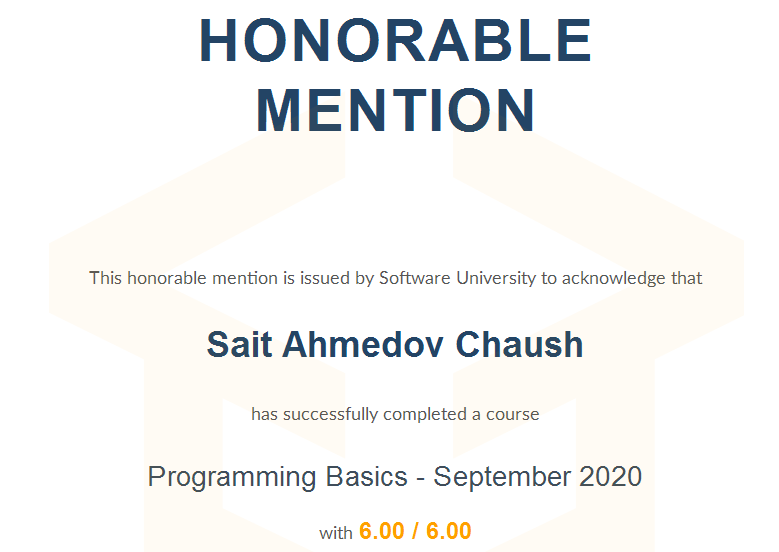 HONORABLE
MENTION
This honorable mention is issued by Software University to acknowledge that
Sait Ahmedov Chaush
has successfully completed a course
Programming Basics - September 2020
with 6.00 / 6.00